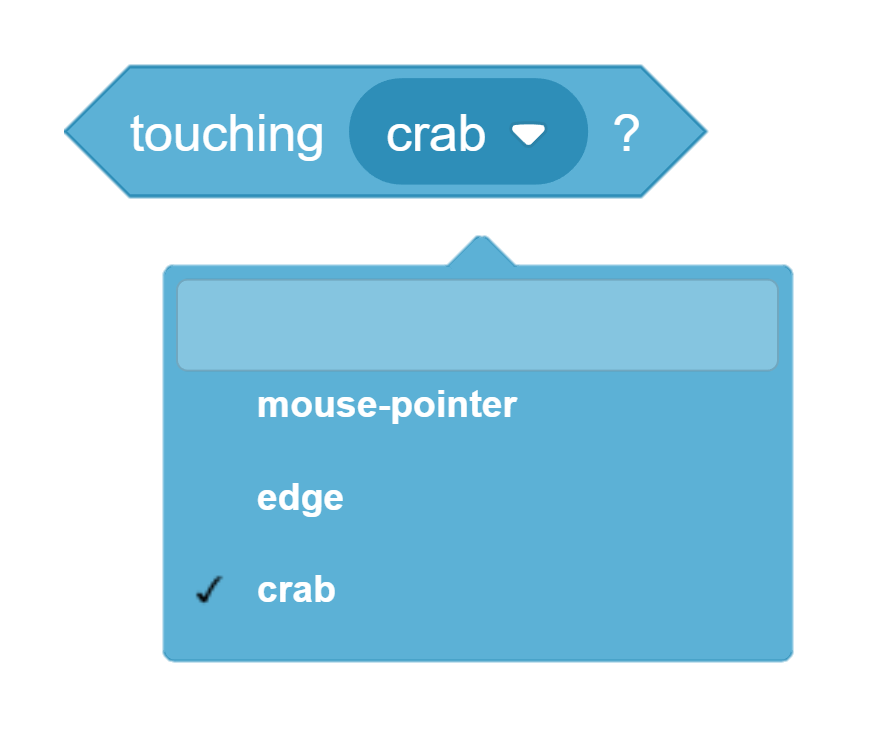 touching crab ?
mouse-pointer
edge
✓ crab